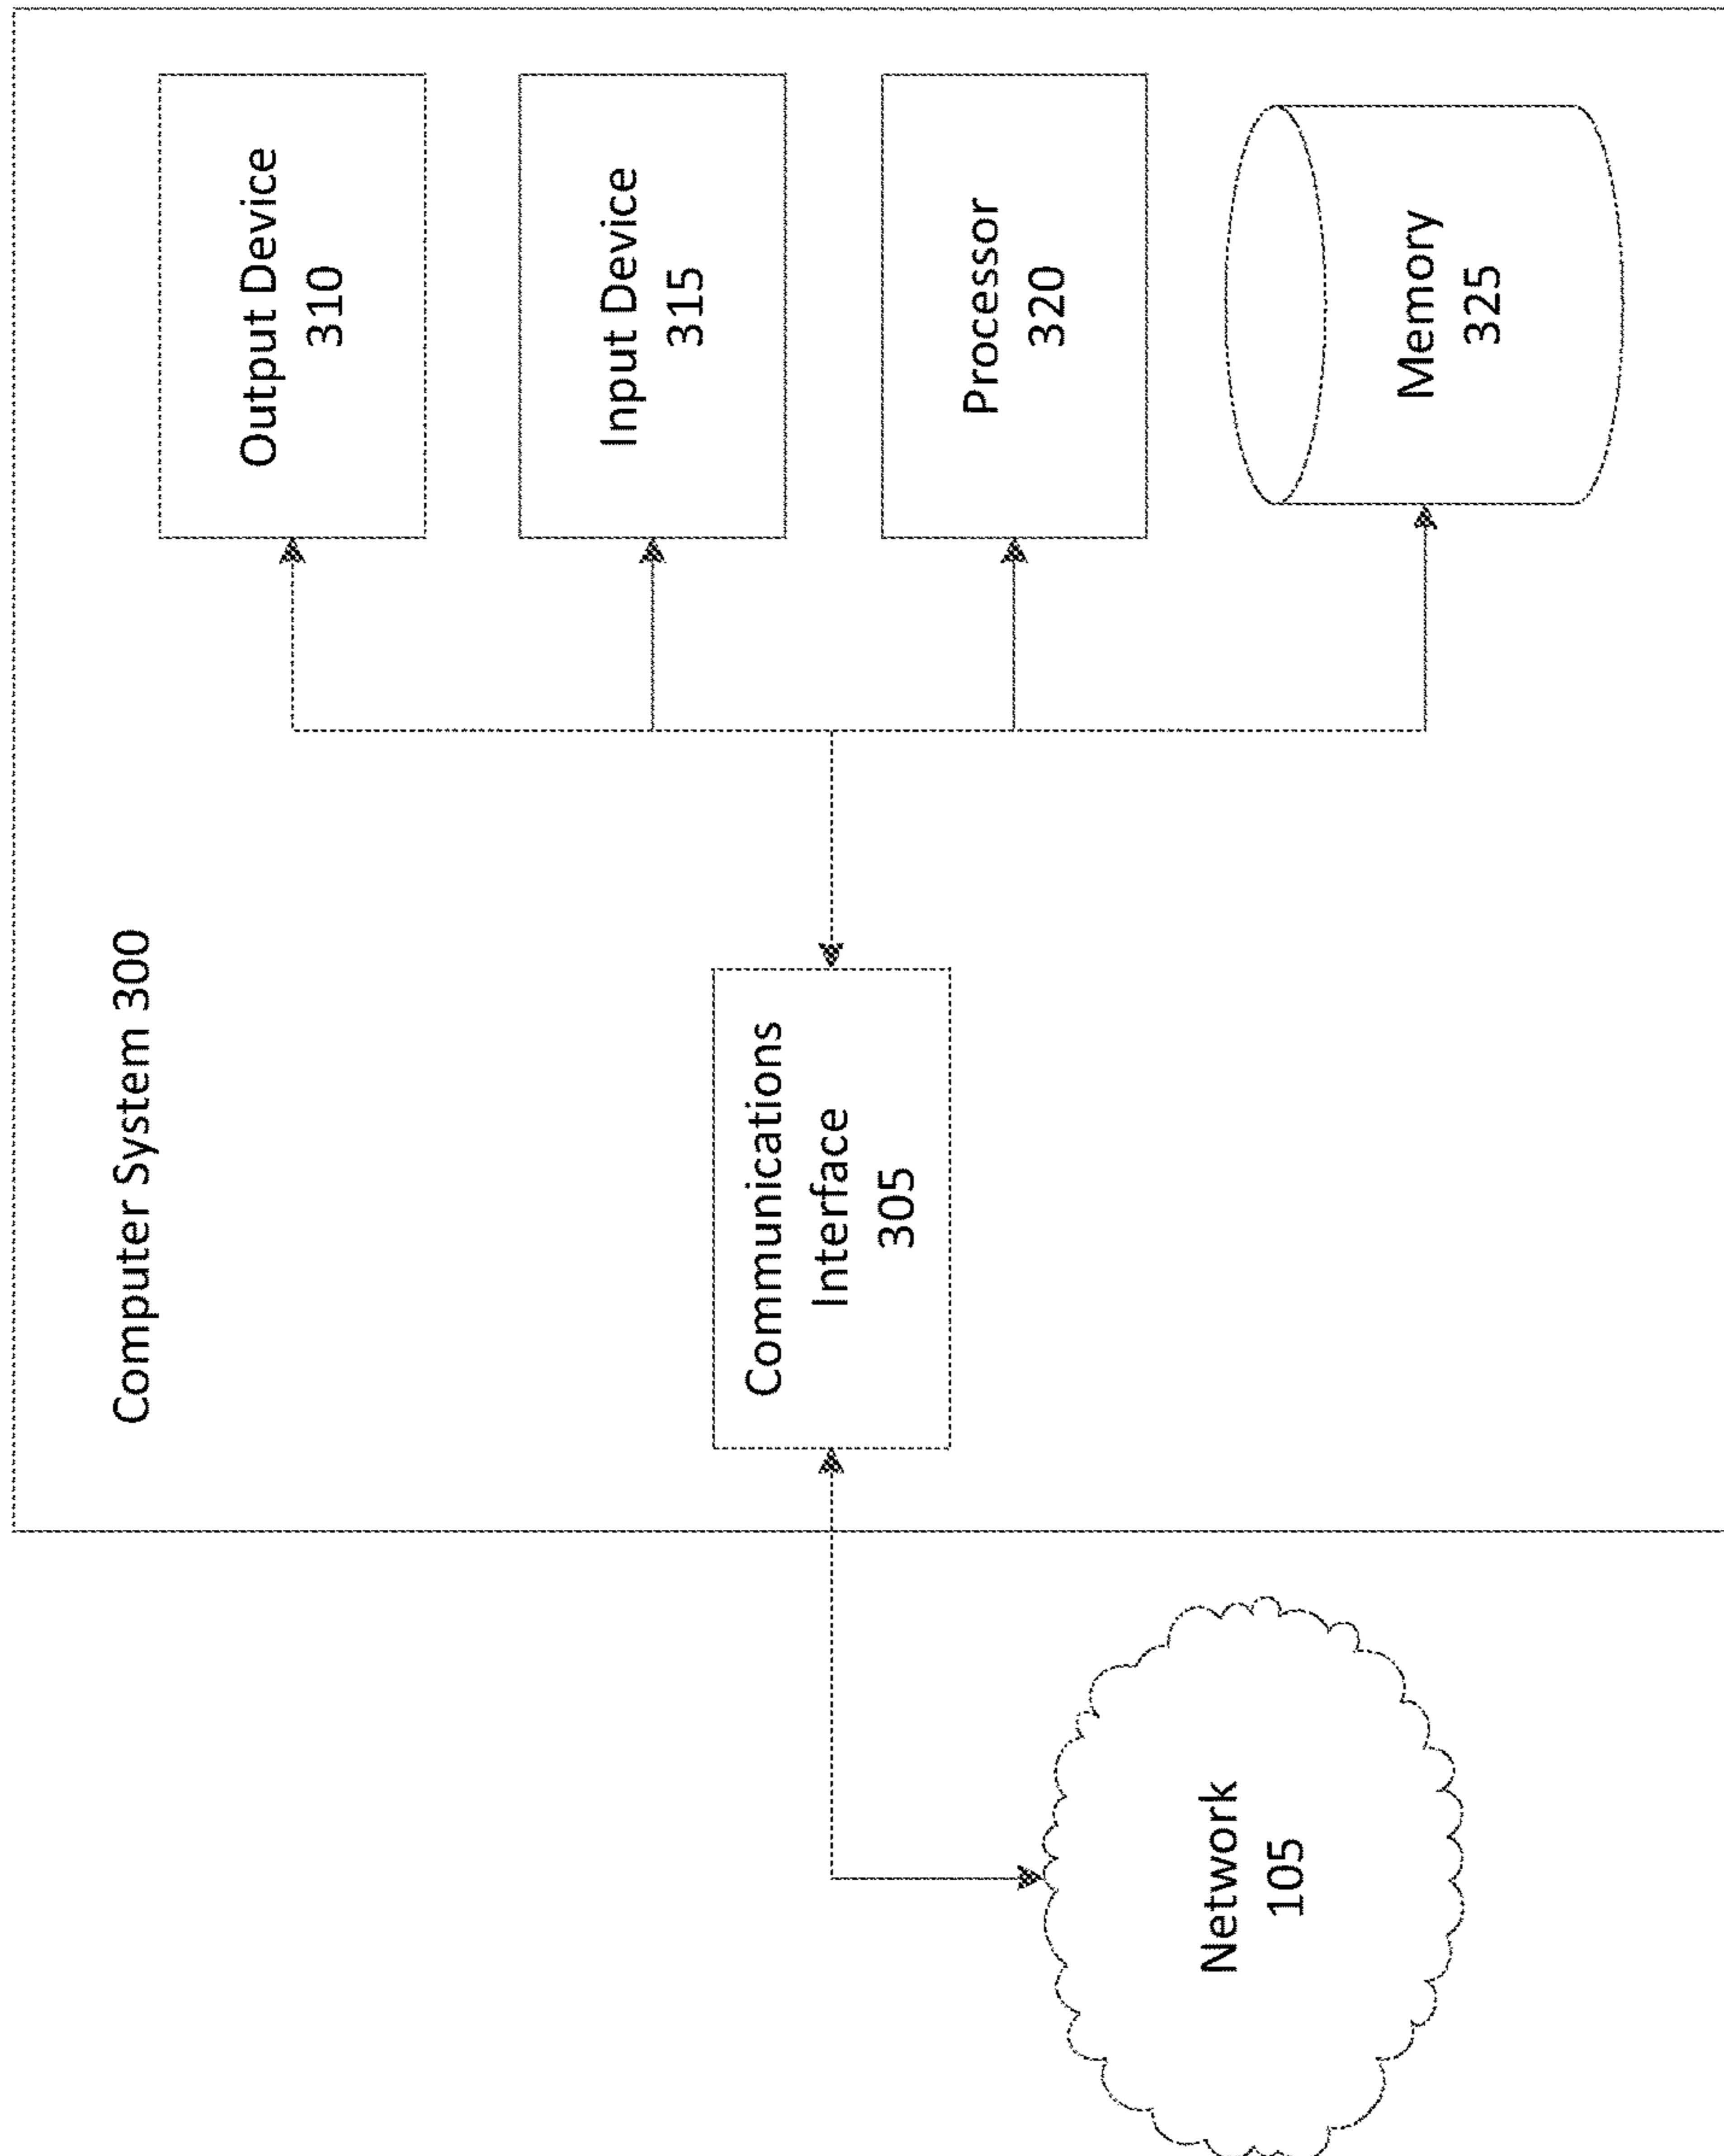 Computer System 300
Output Device
310
Input Device
315
Communications
Interface
305
Processor
320
Network
105
Memory
325